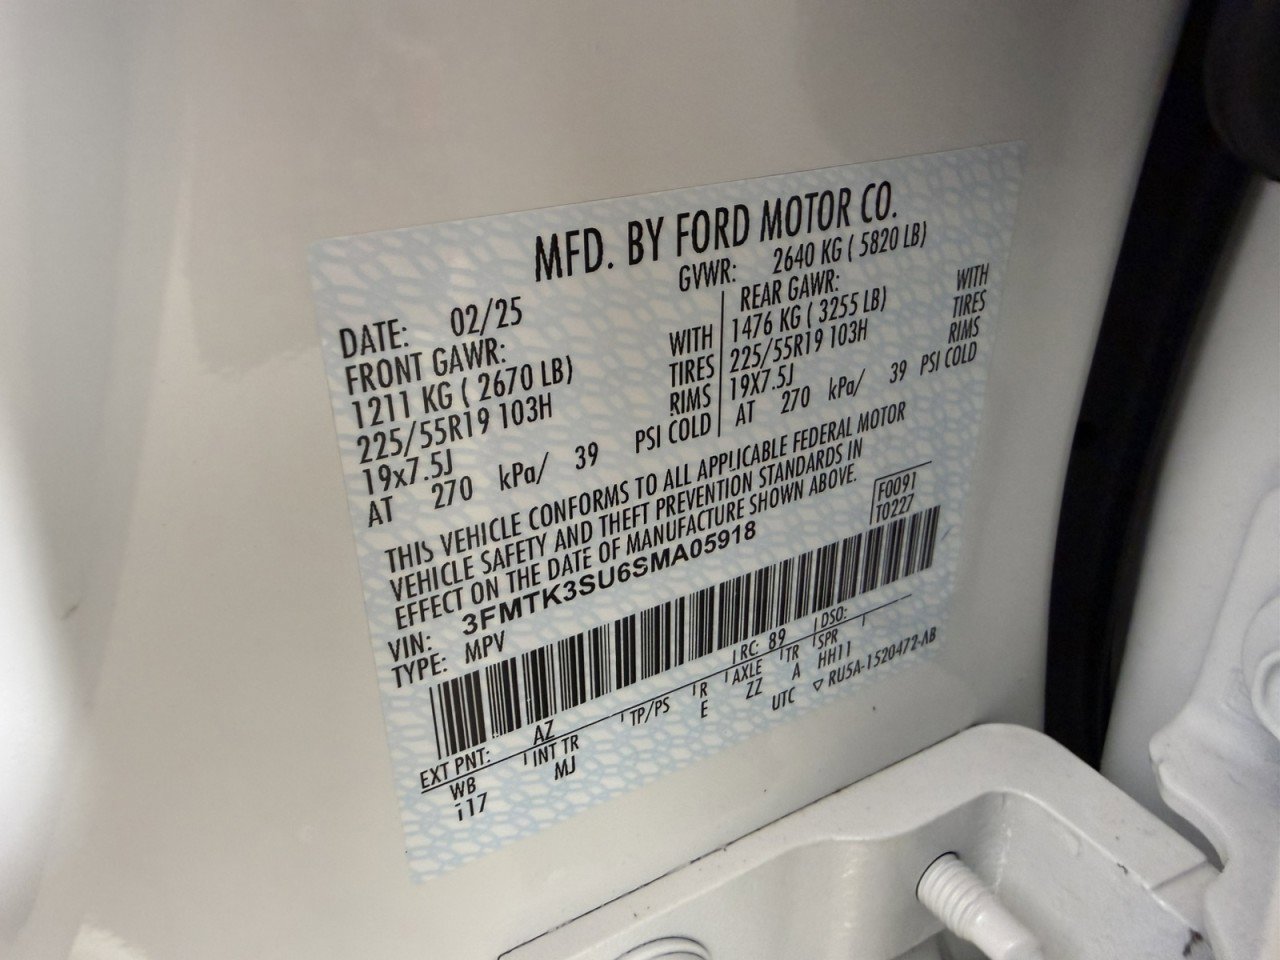 MFD. BY FORD MOTOR CO.
DATE: 02/25 GVWR: 2640 KG ( 5820 LB)
FRONT GAWR: REAR GAWR:
1211 KG ( 2670 LB) WITH 1476 KG ( 3255 LB) WITH
225/55R19 103H TIRES 225/55R19 103H TIRES
19x7.5J RIMS 19X7.5J RIMS
AT 270 kPa/ 39 PSI COLD AT 270 kPa/ 39 PSI COLD
THIS VEHICLE CONFORMS TO ALL APPLICABLE FEDERAL MOTOR
VEHICLE SAFETY AND THEFT PREVENTION STANDARDS IN
EFFECT ON THE DATE OF MANUFACTURE SHOWN ABOVE.
F0091
T0227
VIN: 3FMTK3SU6SMA05918
TYPE: MPV
EXT PNT: AZ RC: 89 DSO:
WB INT TR TP/PS R AXLE TR SPR
i17 MJ E ZZ A HH11
UTC ▽ RU5A-1520472-AB